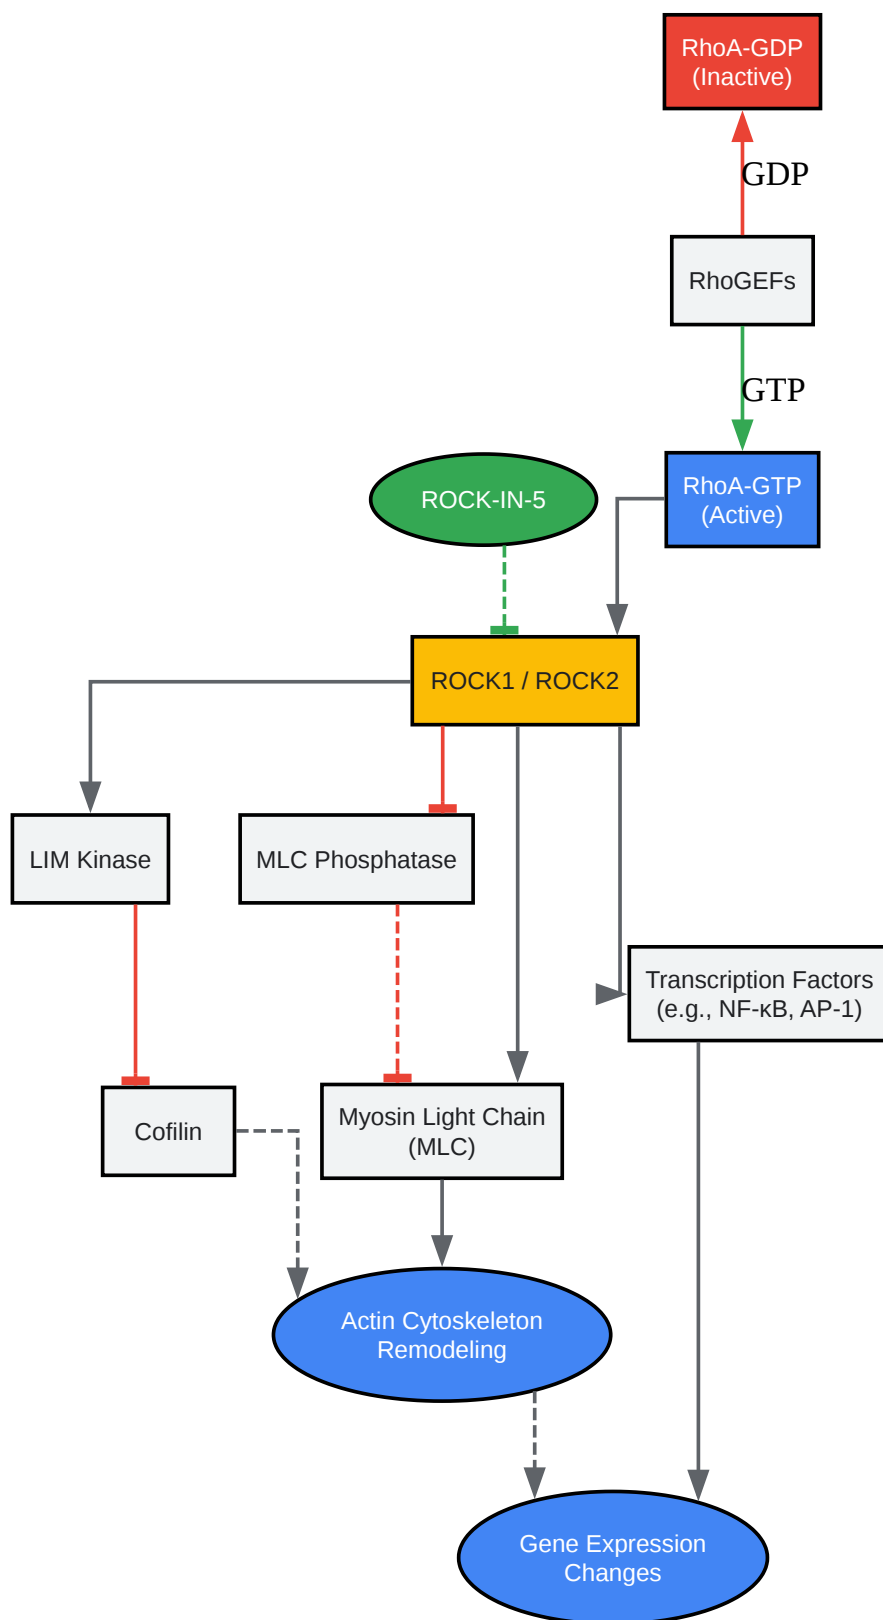 RhoA-GDP
(Inactive)
GDP
RhoGEFs
GTP
RhoA-GTP
(Active)
ROCK-IN-5
ROCK1 / ROCK2
LIM Kinase
MLC Phosphatase
Transcription Factors
(e.g., NF-κB, AP-1)
Cofilin
Myosin Light Chain
(MLC)
Actin Cytoskeleton
Remodeling
Gene Expression
Changes